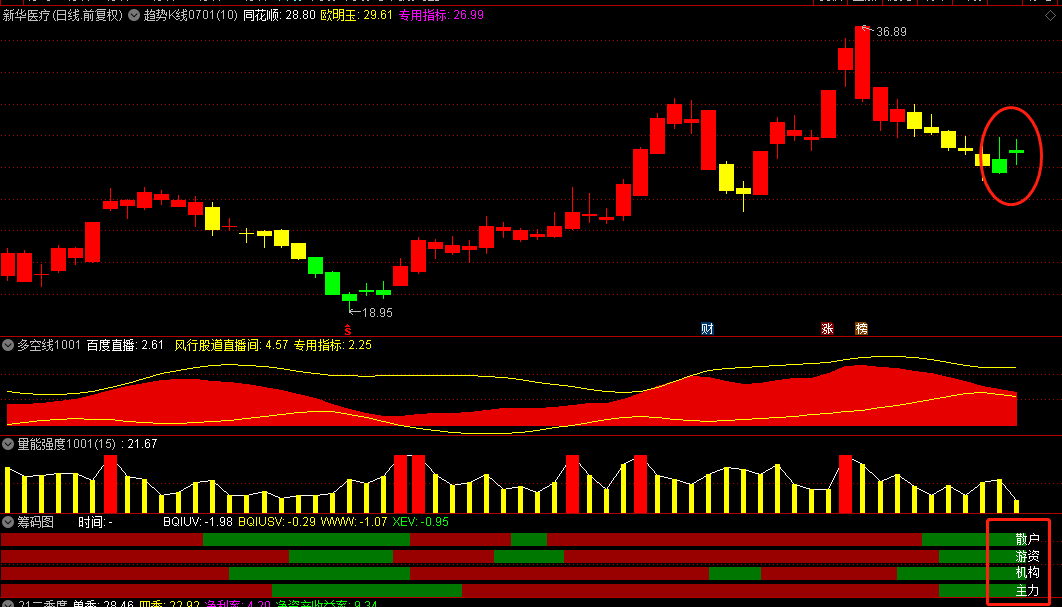 新华医疗(日线.前复权) 趋势K线0701(10) 同花顺: 28.80 欧明玉: 29.61 专用指标: 26.99
36.89
18.95
$
财 涨 榜
多空线1001 百度直播: 2.61 风行股道直播间: 4.57 专用指标: 2.25
量能强度1001(15) : 21.67
筹码图 时间: - BQIUV: -1.98 BQIUSV: -0.29 WWW: -1.07 XEV: -0.95
散户
游资
机构
主力
21三季度 单季: 28.46 四季: 22.92 净利率: 4.20 净资产收益率: 9.34